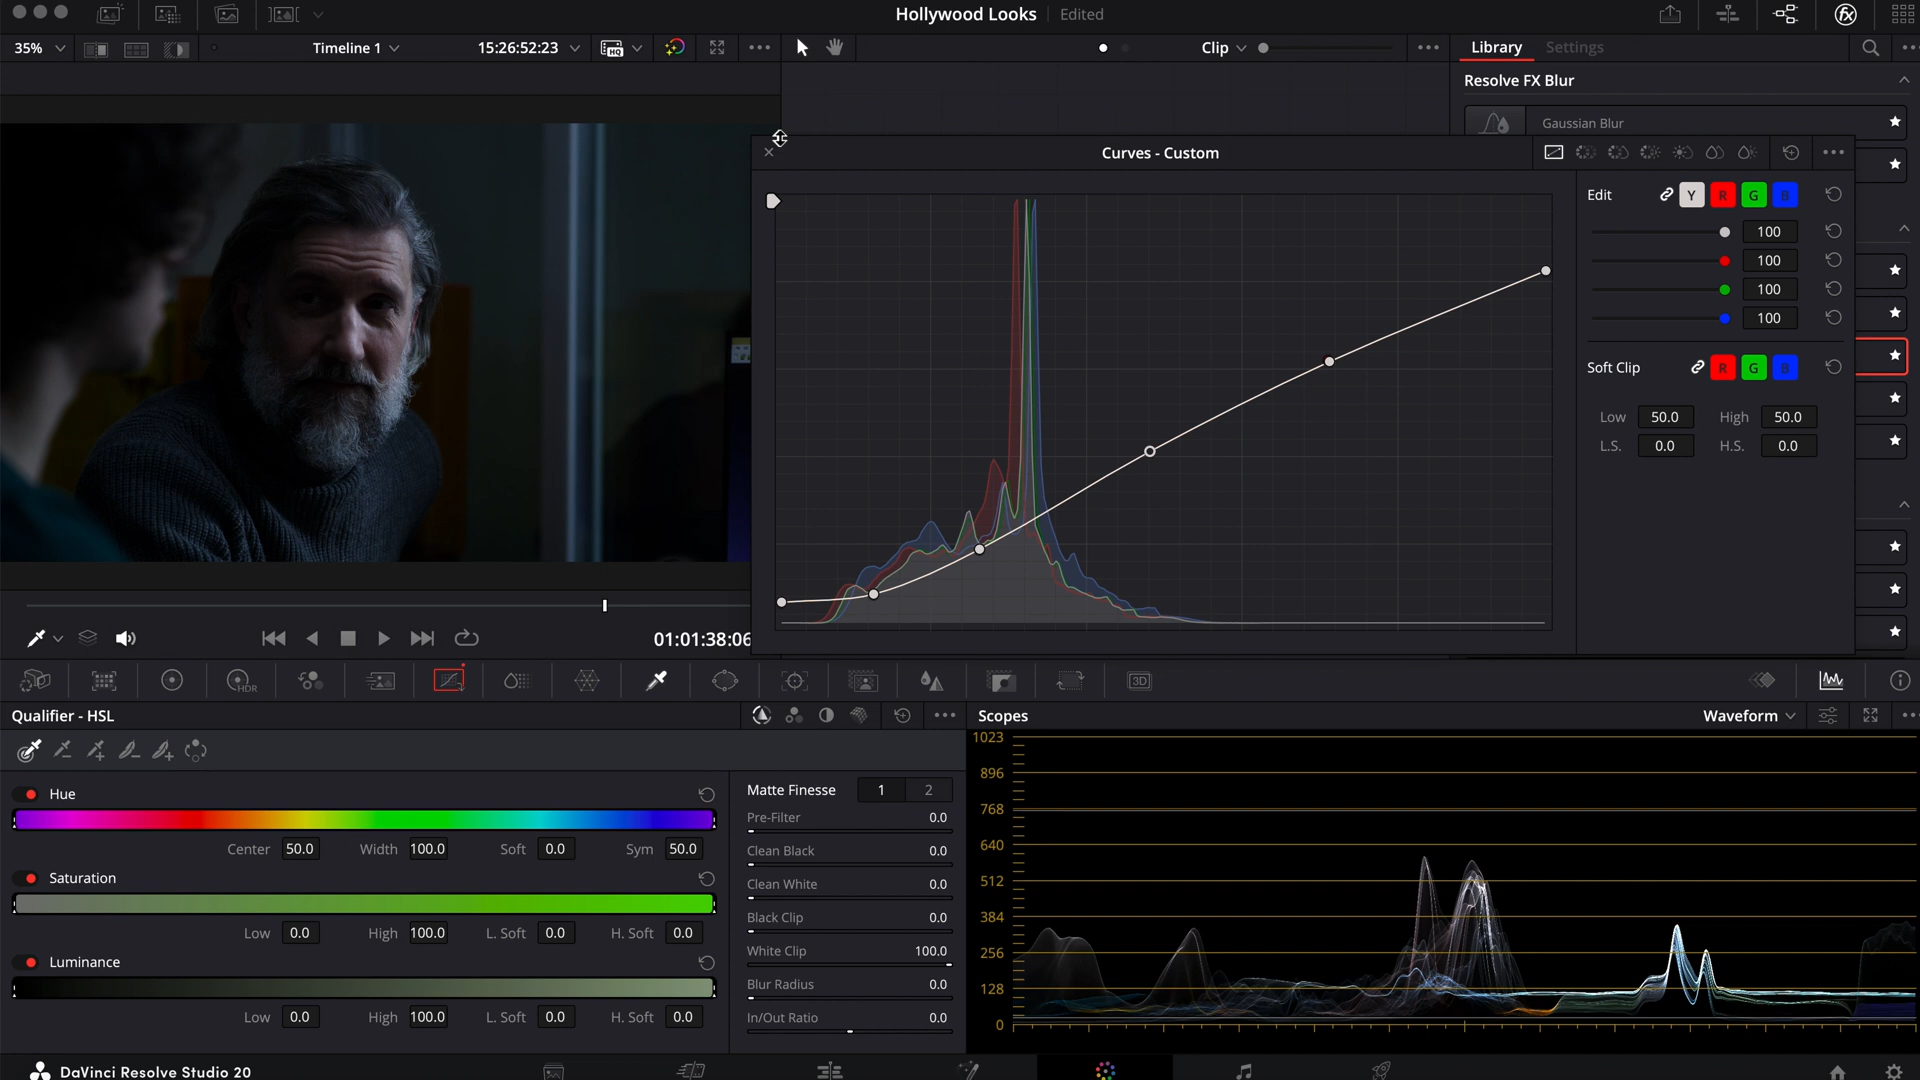 Hollywood Looks Edited
35% Timeline 1 15:26:52:23 HQ Clip Library Settings
Resolve FX Blur
Gaussian Blur
Curves - Custom
Edit Y R G B
100
100
100
100
Soft Clip R G B
Low 50.0 High 50.0
L.S. 0.0 H.S. 0.0
01:01:38:06
HDR 3D
Qualifier - HSL
Hue
Center 50.0 Width 100.0 Soft 0.0 Sym 50.0
Saturation
Low 0.0 High 100.0 L. Soft 0.0 H. Soft 0.0
Luminance
Low 0.0 High 100.0 L. Soft 0.0 H. Soft 0.0
Matte Finesse 1 2
Pre-Filter 0.0
Clean Black 0.0
Clean White 0.0
Black Clip 0.0
White Clip 100.0
Blur Radius 0.0
In/Out Ratio 0.0
Scopes Waveform
1023
896
768
640
512
384
256
128
0
DaVinci Resolve Studio 20